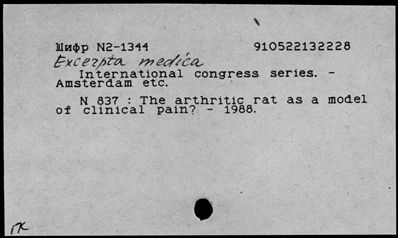 Шифр N2-1344 910522132228
Excerpta medica
International congress series. -
Amsterdam etc.
N 837 : The arthritic rat as a model
of clinical pain? - 1988.
ГК